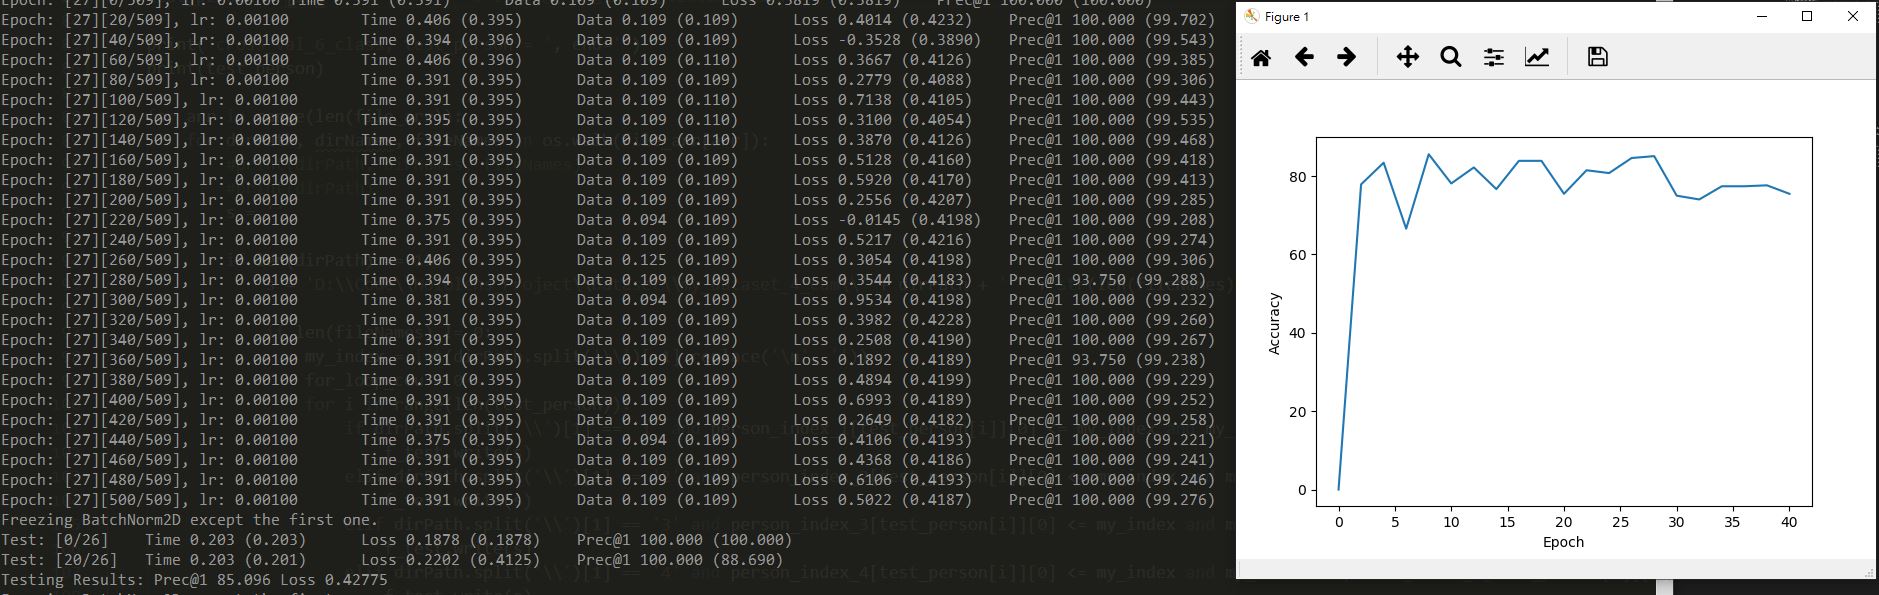 Epoch: [27][0/509], lr: 0.00100 Time 0.391 (0.391) Data 0.109 (0.109) Loss 0.3819 (0.3819) Prec@1 100.000 (100.000)
Epoch: [27][20/509], lr: 0.00100 Time 0.406 (0.395) Data 0.109 (0.109) Loss 0.4014 (0.4232) Prec@1 100.000 (99.702)
Epoch: [27][40/509], lr: 0.00100 Time 0.394 (0.396) Data 0.109 (0.109) Loss -0.3528 (0.3890) Prec@1 100.000 (99.543)
Epoch: [27][60/509], lr: 0.00100 Time 0.406 (0.396) Data 0.109 (0.110) Loss 0.3667 (0.4126) Prec@1 100.000 (99.385)
Epoch: [27][80/509], lr: 0.00100 Time 0.391 (0.395) Data 0.109 (0.109) Loss 0.2779 (0.4088) Prec@1 100.000 (99.306)
Epoch: [27][100/509], lr: 0.00100 Time 0.391 (0.395) Data 0.109 (0.110) Loss 0.7138 (0.4105) Prec@1 100.000 (99.443)
Epoch: [27][120/509], lr: 0.00100 Time 0.395 (0.395) Data 0.109 (0.110) Loss 0.3100 (0.4054) Prec@1 100.000 (99.535)
Epoch: [27][140/509], lr: 0.00100 Time 0.391 (0.395) Data 0.109 (0.110) Loss 0.3870 (0.4126) Prec@1 100.000 (99.468)
Epoch: [27][160/509], lr: 0.00100 Time 0.391 (0.395) Data 0.109 (0.109) Loss 0.5128 (0.4160) Prec@1 100.000 (99.418)
Epoch: [27][180/509], lr: 0.00100 Time 0.391 (0.395) Data 0.109 (0.109) Loss 0.5920 (0.4170) Prec@1 100.000 (99.413)
Epoch: [27][200/509], lr: 0.00100 Time 0.391 (0.395) Data 0.109 (0.109) Loss 0.2556 (0.4207) Prec@1 100.000 (99.285)
Epoch: [27][220/509], lr: 0.00100 Time 0.375 (0.395) Data 0.094 (0.109) Loss -0.0145 (0.4198) Prec@1 100.000 (99.208)
Epoch: [27][240/509], lr: 0.00100 Time 0.391 (0.395) Data 0.109 (0.109) Loss 0.5217 (0.4216) Prec@1 100.000 (99.274)
Epoch: [27][260/509], lr: 0.00100 Time 0.406 (0.395) Data 0.125 (0.109) Loss 0.3054 (0.4198) Prec@1 100.000 (99.306)
Epoch: [27][280/509], lr: 0.00100 Time 0.394 (0.395) Data 0.109 (0.109) Loss 0.3544 (0.4183) Prec@1 93.750 (99.288)
Epoch: [27][300/509], lr: 0.00100 Time 0.381 (0.395) Data 0.094 (0.109) Loss 0.9534 (0.4198) Prec@1 100.000 (99.232)
Epoch: [27][320/509], lr: 0.00100 Time 0.391 (0.395) Data 0.109 (0.109) Loss 0.3982 (0.4228) Prec@1 100.000 (99.260)
Epoch: [27][340/509], lr: 0.00100 Time 0.391 (0.395) Data 0.109 (0.109) Loss 0.2508 (0.4190) Prec@1 100.000 (99.267)
Epoch: [27][360/509], lr: 0.00100 Time 0.391 (0.395) Data 0.109 (0.109) Loss 0.1892 (0.4189) Prec@1 93.750 (99.238)
Epoch: [27][380/509], lr: 0.00100 Time 0.391 (0.395) Data 0.109 (0.109) Loss 0.4894 (0.4199) Prec@1 100.000 (99.229)
Epoch: [27][400/509], lr: 0.00100 Time 0.391 (0.395) Data 0.109 (0.109) Loss 0.6993 (0.4189) Prec@1 100.000 (99.252)
Epoch: [27][420/509], lr: 0.00100 Time 0.391 (0.395) Data 0.109 (0.109) Loss 0.2649 (0.4182) Prec@1 100.000 (99.258)
Epoch: [27][440/509], lr: 0.00100 Time 0.375 (0.395) Data 0.094 (0.109) Loss 0.4106 (0.4193) Prec@1 100.000 (99.221)
Epoch: [27][460/509], lr: 0.00100 Time 0.391 (0.395) Data 0.109 (0.109) Loss 0.4368 (0.4186) Prec@1 100.000 (99.241)
Epoch: [27][480/509], lr: 0.00100 Time 0.391 (0.395) Data 0.109 (0.109) Loss 0.6106 (0.4193) Prec@1 100.000 (99.246)
Epoch: [27][500/509], lr: 0.00100 Time 0.391 (0.395) Data 0.109 (0.109) Loss 0.5022 (0.4187) Prec@1 100.000 (99.276)
Freezing BatchNorm2D except the first one.
Test: [0/26] Time 0.203 (0.203) Loss 0.1878 (0.1878) Prec@1 100.000 (100.000)
Test: [20/26] Time 0.203 (0.201) Loss 0.2202 (0.4125) Prec@1 100.000 (88.690)
Testing Results: Prec@1 85.096 Loss 0.42775
Figure 1
80
60
40
20
0
Accuracy
0 5 10 15 20 25 30 35 40
Epoch